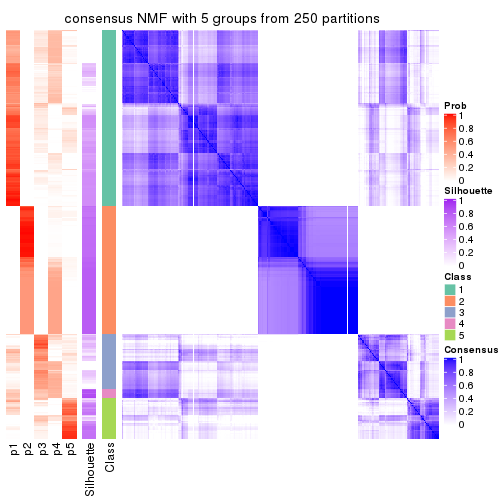 consensus NMF with 5 groups from 250 partitions
Prob
1
0.8
0.6
0.4
0.2
0
Silhouette
1
0.8
0.6
0.4
0.2
0
Class
1
2
3
4
5
Consensus
1
0.8
0.6
0.4
0.2
0
p1
p2
p3
p4
p5
Silhouette
Class